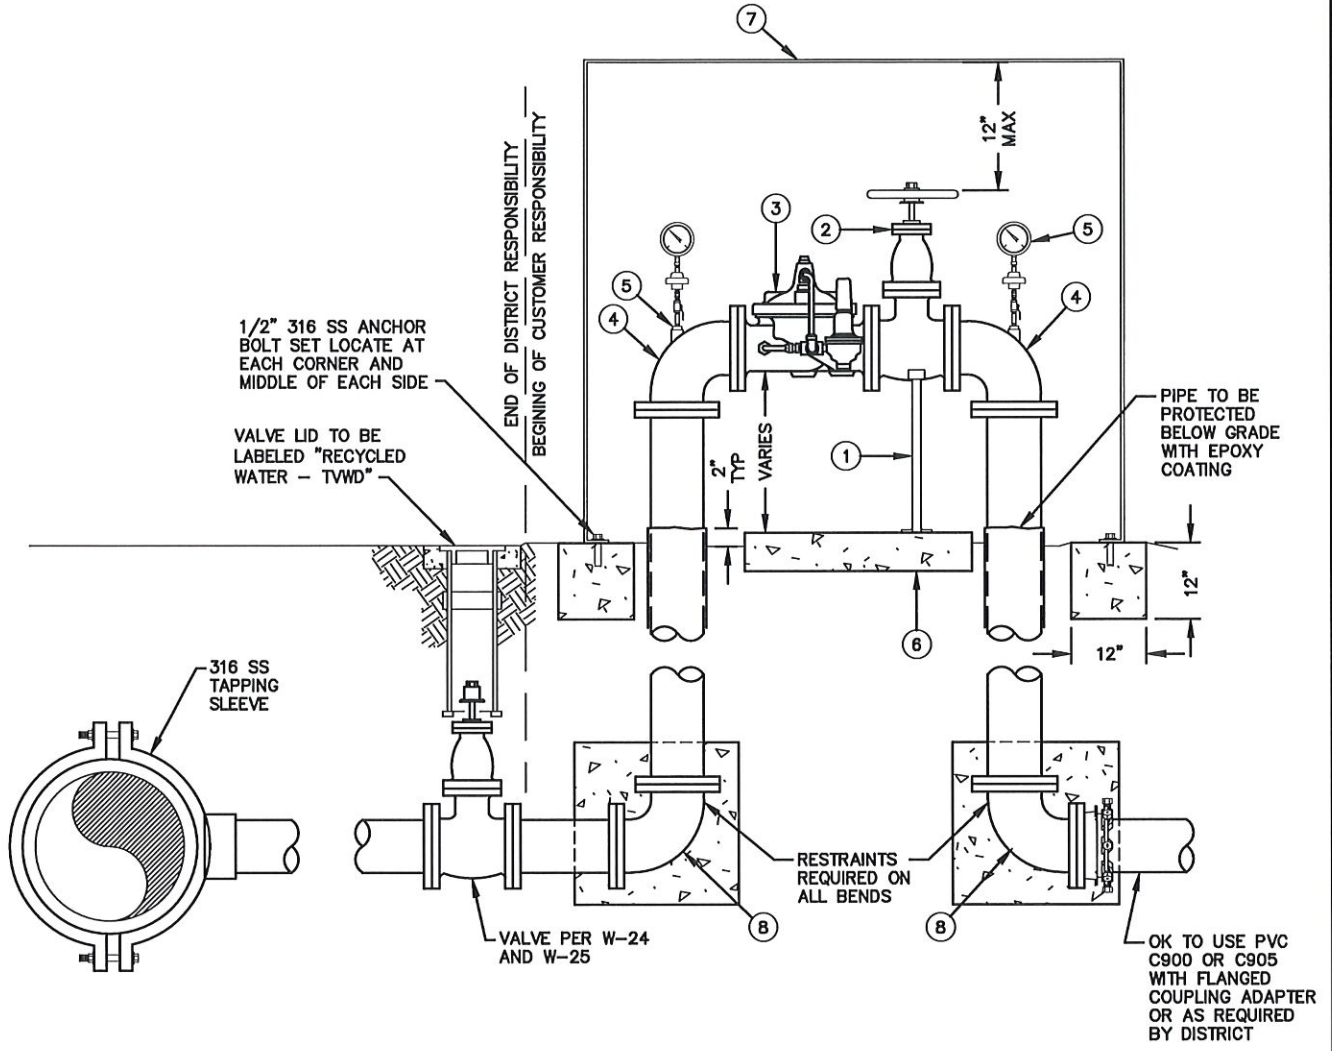 7
12"
MAX
END OF DISTRICT RESPONSIBILITY
BEGINING OF CUSTOMER RESPONSIBILITY
3
2
5
5
4
4
1/2" 316 SS ANCHOR
BOLT SET LOCATE AT
EACH CORNER AND
MIDDLE OF EACH SIDE
VALVE LID TO BE
LABELED "RECYCLED
WATER - TVWD"
2"
TYP
VARIES
1
PIPE TO BE
PROTECTED
BELOW GRADE
WITH EPOXY
COATING
12"
12"
6
316 SS
TAPPING
SLEEVE
RESTRAINTS
REQUIRED ON
ALL BENDS
8
8
VALVE PER W-24
AND W-25
OK TO USE PVC
C900 OR C905
WITH FLANGED
COUPLING ADAPTER
OR AS REQUIRED
BY DISTRICT